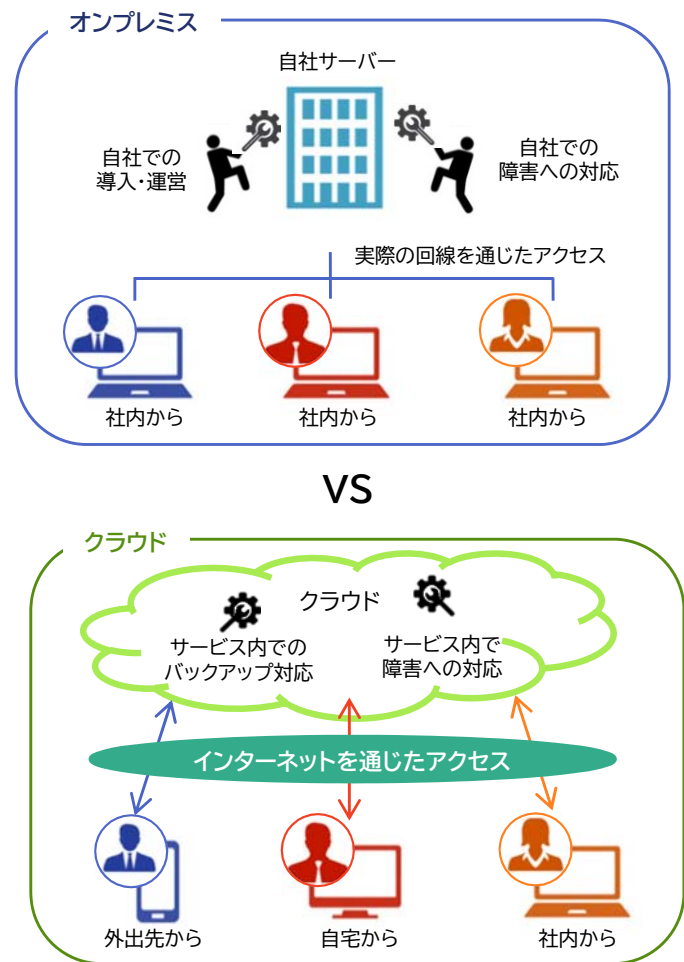 オンプレミス
自社サーバー
自社での
導入・運営
自社での
障害への対応
実際の回線を通じたアクセス
社内から
社内から
社内から
VS
クラウド
クラウド
サービス内での
バックアップ対応
サービス内で
障害への対応
インターネットを通じたアクセス
外出先から
自宅から
社内から